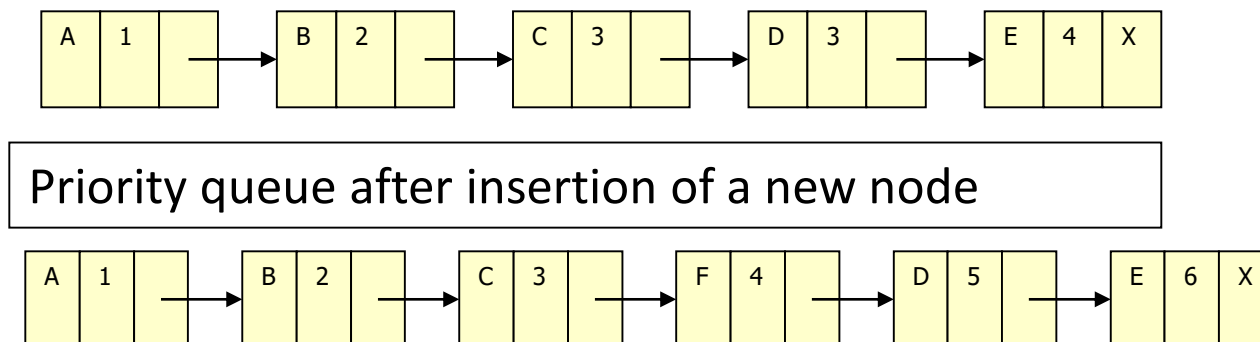 A 1 B 2 C 3 D 3 E 4 X
Priority queue after insertion of a new node
A 1 B 2 C 3 F 4 D 5 E 6 X